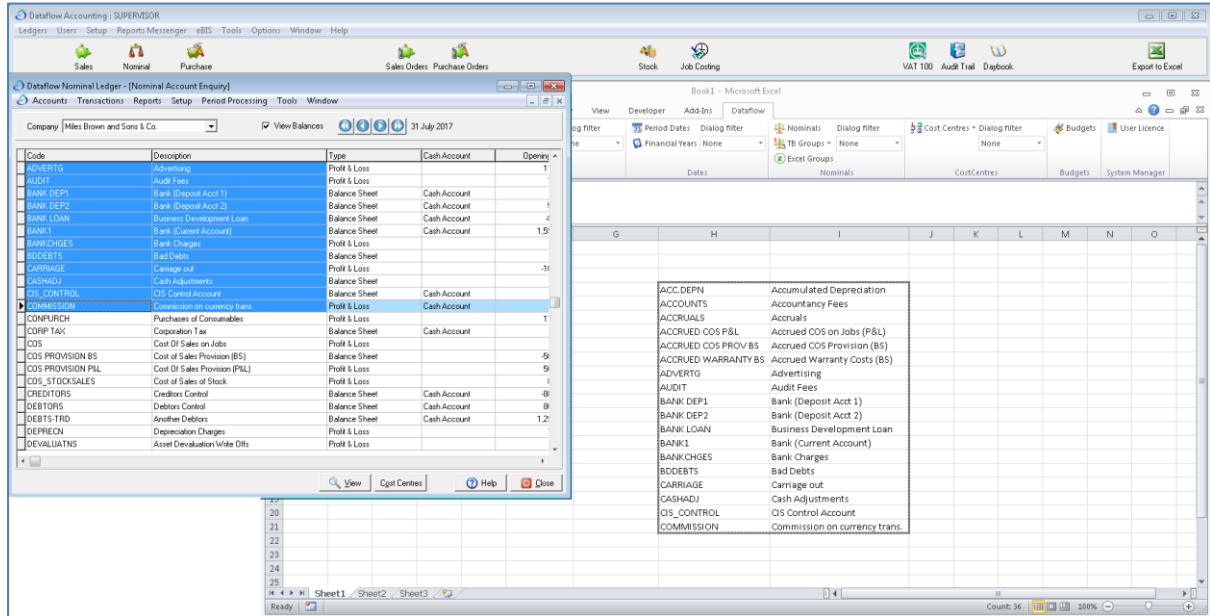 Dataflow Accounting : SUPERVISOR
Ledgers Users Setup Reports Messenger eBIS Tools Options Window Help
Sales Nominal Purchase Sales Orders Purchase Orders Stock Job Costing VAT 100 Audit Trail Daybook Export to Excel
Dataflow Nominal Ledger - [Nominal Account Enquiry]
Accounts Transactions Reports Setup Period Processing Tools Window
Company Miles Brown and Sons & Co. View Balances 31 July 2017
Code Description Type Cash Account Opening
ADVERTG Advertising Profit & Loss
AUDIT Audit Fees Profit & Loss
BANK DEP1 Bank (Deposit Acct 1) Balance Sheet Cash Account
BANK DEP2 Bank (Deposit Acct 2) Balance Sheet Cash Account
BANK LOAN Business Development Loan Balance Sheet Cash Account
BANK1 Bank (Current Account) Balance Sheet Cash Account
BANKCHGES Bank Charges Profit & Loss
BDDEBTS Bad Debts Profit & Loss
CARRIAGE Carriage out Profit & Loss
CASHADJ Cash Adjustments Balance Sheet
CIS_CONTROL CIS Control Account Balance Sheet Cash Account
COMMISSION Commission on currency trans. Profit & Loss Cash Account
CONPURCH Purchases of Consumables Profit & Loss
CORP TAX Corporation Tax Balance Sheet Cash Account
COS Cost Of Sales on Jobs Profit & Loss
COS PROVISION BS Cost of Sales Provision (BS) Balance Sheet
COS PROVISION P&L Cost Of Sales Provision (P&L) Profit & Loss
COS_STOCKSALES Cost of Sales of Stock Profit & Loss
CREDITORS Creditors Control Balance Sheet Cash Account
DEBTORS Debtors Control Balance Sheet Cash Account
DEBTS-TRD Another Debtors Balance Sheet Cash Account
DEPRECN Depreciation Charges Profit & Loss
DEVALUATNS Asset Devaluation Write Offs Profit & Loss
View Cost Centres Help Close
Book1 - Microsoft Excel
View Developer Add-Ins Dataflow
og filter Period Dates Dialog filter Nominals Dialog filter Cost Centres Dialog filter Budgets User Licence
Financial Years None TB Groups None None
Excel Groups
Dates Nominals CostCentres Budgets System Manager
G H I J K L M N O
ACC.DEPN Accumulated Depreciation
ACCOUNTS Accountancy Fees
ACCRUALS Accruals
ACCRUED COS P&L Accrued COS on Jobs (P&L)
ACCRUED COS PROV BS Accrued COS Provision (BS)
ACCRUED WARRANTY BS Accrued Warranty Costs (BS)
ADVERTG Advertising
AUDIT Audit Fees
BANK DEP1 Bank (Deposit Acct 1)
BANK DEP2 Bank (Deposit Acct 2)
BANK LOAN Business Development Loan
BANK1 Bank (Current Account)
BANKCHGES Bank Charges
BDDEBTS Bad Debts
CARRIAGE Carriage out
CASHADJ Cash Adjustments
20 CIS_CONTROL CIS Control Account
21 COMMISSION Commission on currency trans.
22
23
24
25
Sheet1 Sheet2 Sheet3
Ready Count: 36 100%